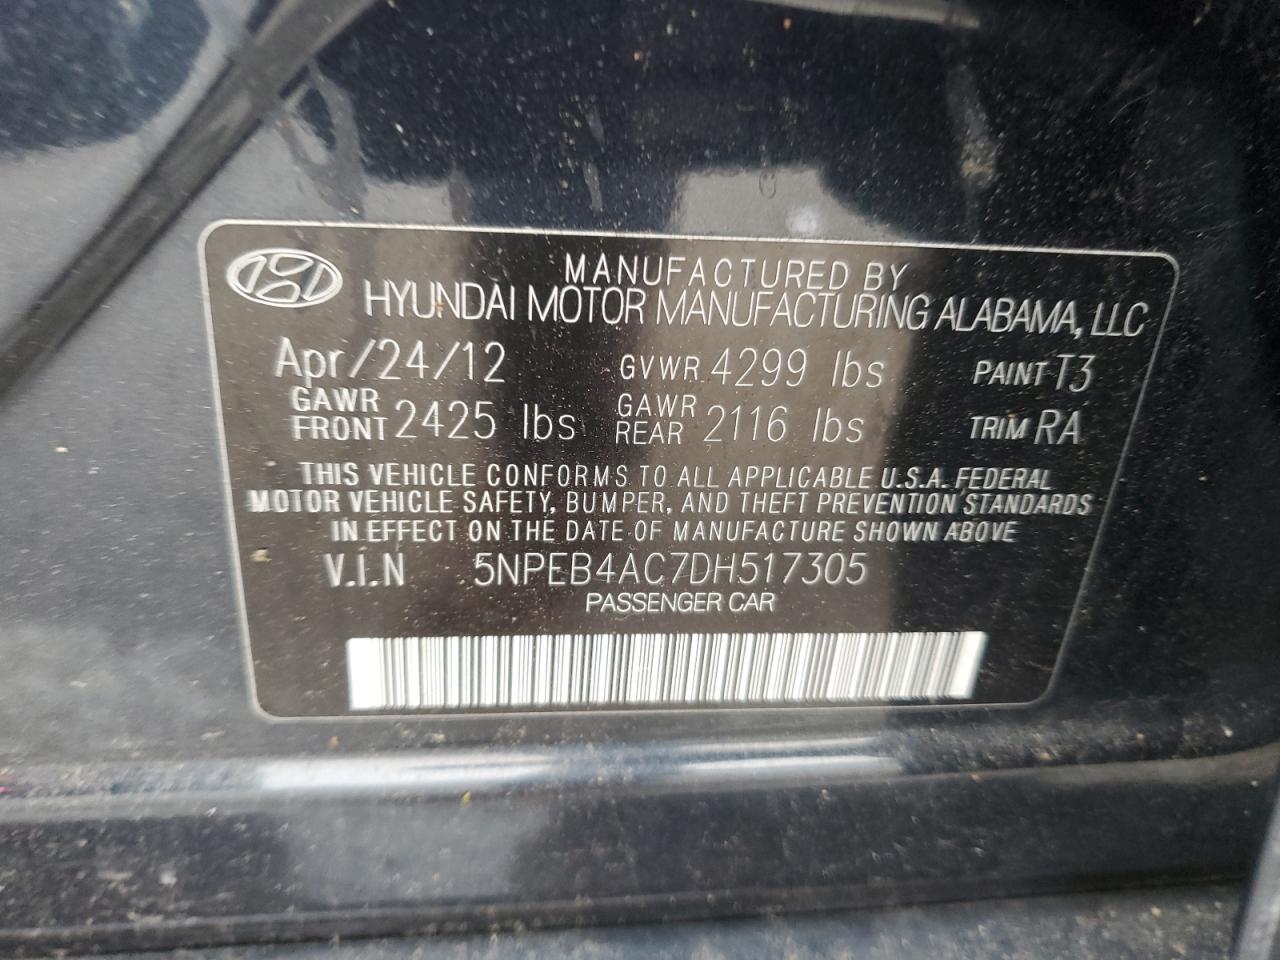 MANUFACTURED BY
HYUNDAI MOTOR MANUFACTURING ALABAMA, LLC
Apr/24/12 GVWR 4299 lbs PAINT T3
GAWR FRONT 2425 lbs GAWR REAR 2116 lbs TRIM RA
THIS VEHICLE CONFORMS TO ALL APPLICABLE U.S.A. FEDERAL
MOTOR VEHICLE SAFETY, BUMPER, AND THEFT PREVENTION STANDARDS
IN EFFECT ON THE DATE OF MANUFACTURE SHOWN ABOVE
V.I.N 5NPEB4AC7DH517305
PASSENGER CAR